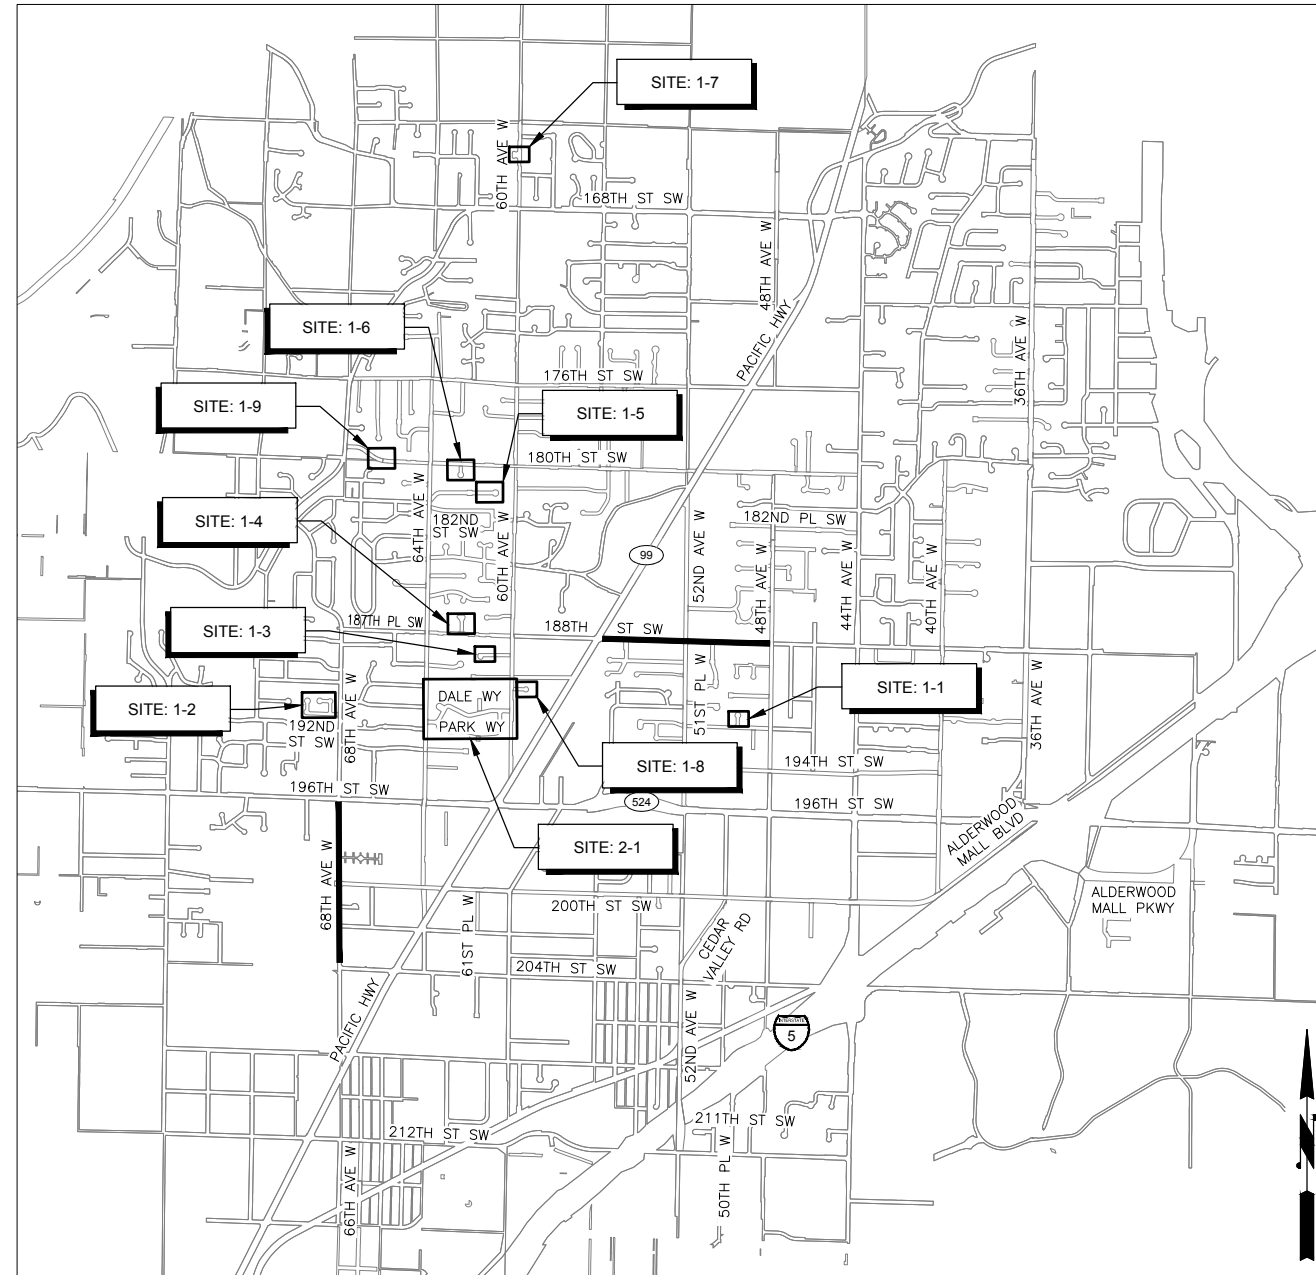 SITE: 1-7
60TH AVE W
168TH ST SW
48TH AVE W
SITE: 1-6
PACIFIC HWY
36TH AVE W
176TH ST SW
SITE: 1-9
SITE: 1-5
180TH ST SW
64TH AVE W
SITE: 1-4
182ND
ST SW
60TH AVE W
52ND AVE W
182ND PL SW
48TH AVE W
44TH AVE W
40TH AVE W
99
187TH PL SW
188TH ST SW
SITE: 1-3
SITE: 1-2
192ND
ST SW
68TH AVE W
DALE WY
PARK WY
51ST PL W
SITE: 1-1
36TH AVE W
SITE: 1-8
194TH ST SW
196TH ST SW
524
196TH ST SW
ALDERWOOD
MALL BLVD
SITE: 2-1
68TH AVE W
61ST PL W
200TH ST SW
CEDAR
VALLEY RD
ALDERWOOD
MALL PKWY
204TH ST SW
PACIFIC HWY
52ND AVE W
INTERSTATE
5
212TH ST SW
211TH ST SW
66TH AVE W
50TH PL W
N